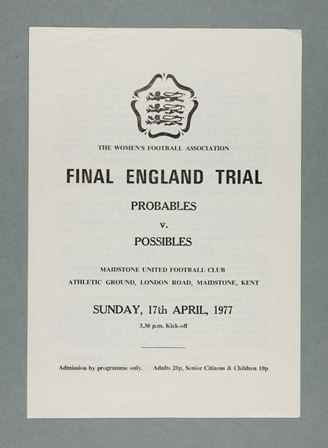 THE WOMEN'S FOOTBALL ASSOCIATION
FINAL ENGLAND TRIAL
PROBABLES
v.
POSSIBLES
MAIDSTONE UNITED FOOTBALL CLUB
ATHLETIC GROUND, LONDON ROAD, MAIDSTONE, KENT
SUNDAY, 17th APRIL, 1977
3.30 p.m. Kick-off
Admission by programme only. Adults 20p, Senior Citizens & Children 10p